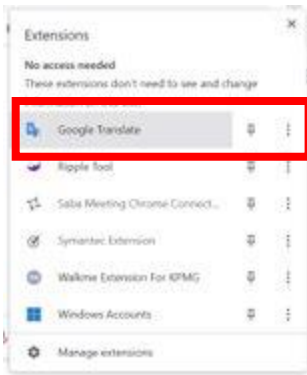 Extensions
No access needed
These extensions don't need to see and change
Google Translate
Ripple Tool
Saba Meeting Chrome Connect...
Symantec Extension
Walkme Extension For KPMG
Windows Accounts
Manage extensions